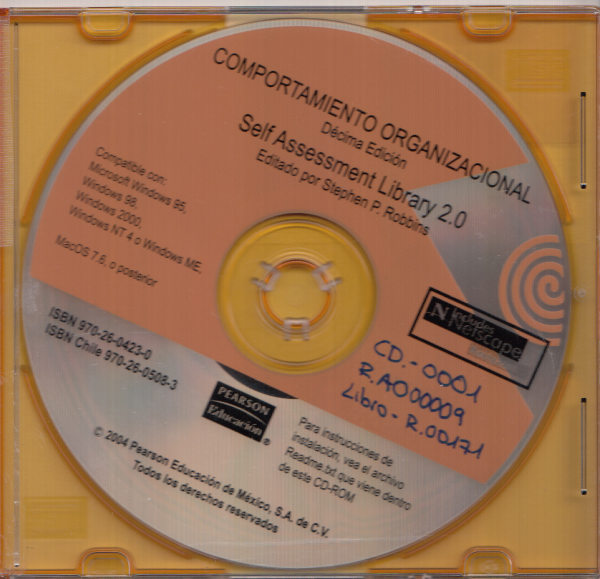 COMPORTAMIENTO ORGANIZACIONAL
Décima Edición
Self Assessment Library 2.0
Editado por Stephen P. Robbins
Compatible con:
Microsoft Windows 95,
Windows 98,
Windows 2000,
Windows NT 4 o Windows ME,
MacOS 7.6, o posterior
N includes
Netscape
CD.-0001
R.A000009
Libro-R.00171
ISBN 970-26-0423-0
ISBN Chile 970-26-0508-3
PEARSON
Educación®
Para instrucciones de
instalación, vea el archivo
Readme.txt que viene dentro
de este CD-ROM
© 2004 Pearson Educación de México, S.A. de C.V.
Todos los derechos reservados